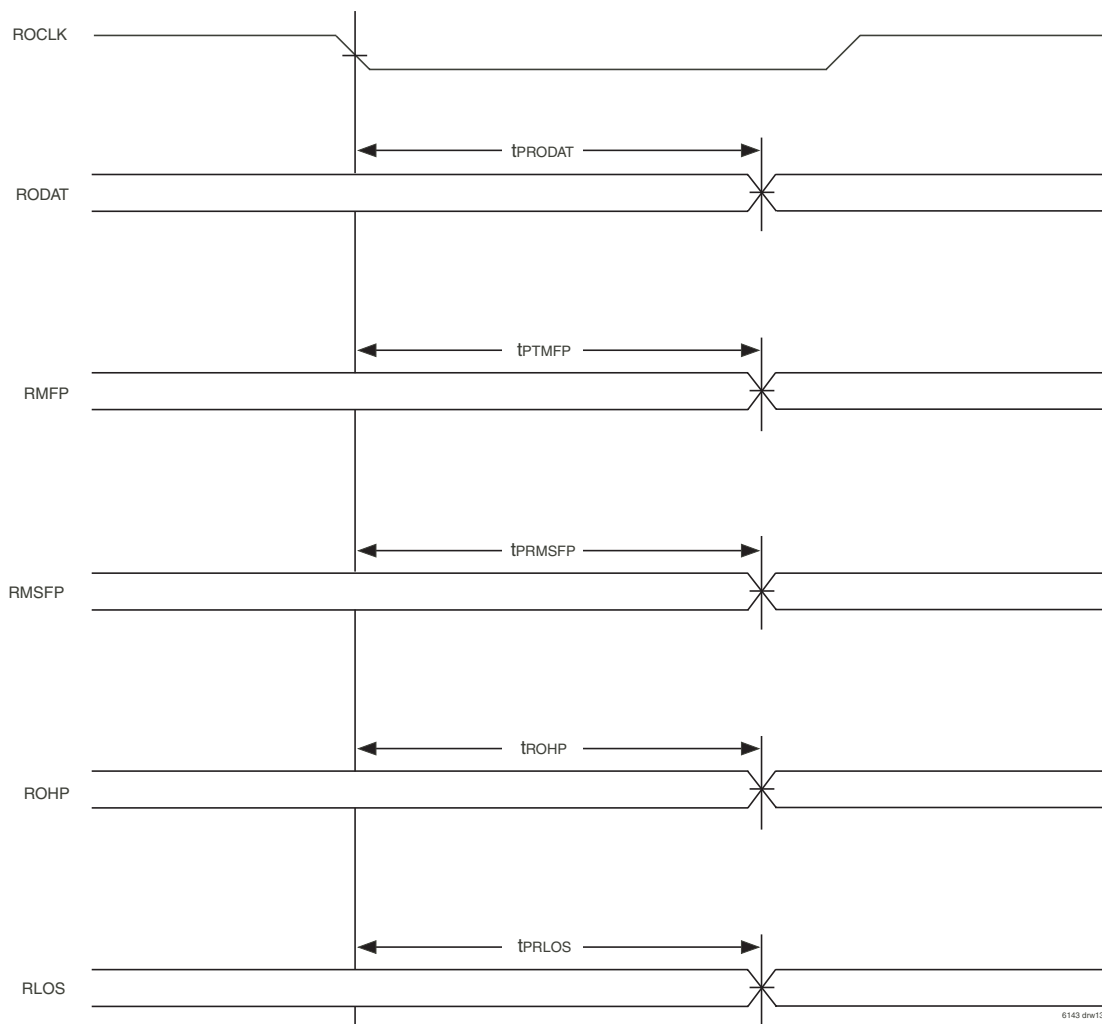 ROCLK
tPRODAT
RODAT
tPTMFP
RMFP
tPRMSFP
RMSFP
tROHP
ROHP
tPRLOS
RLOS
6143 drw13